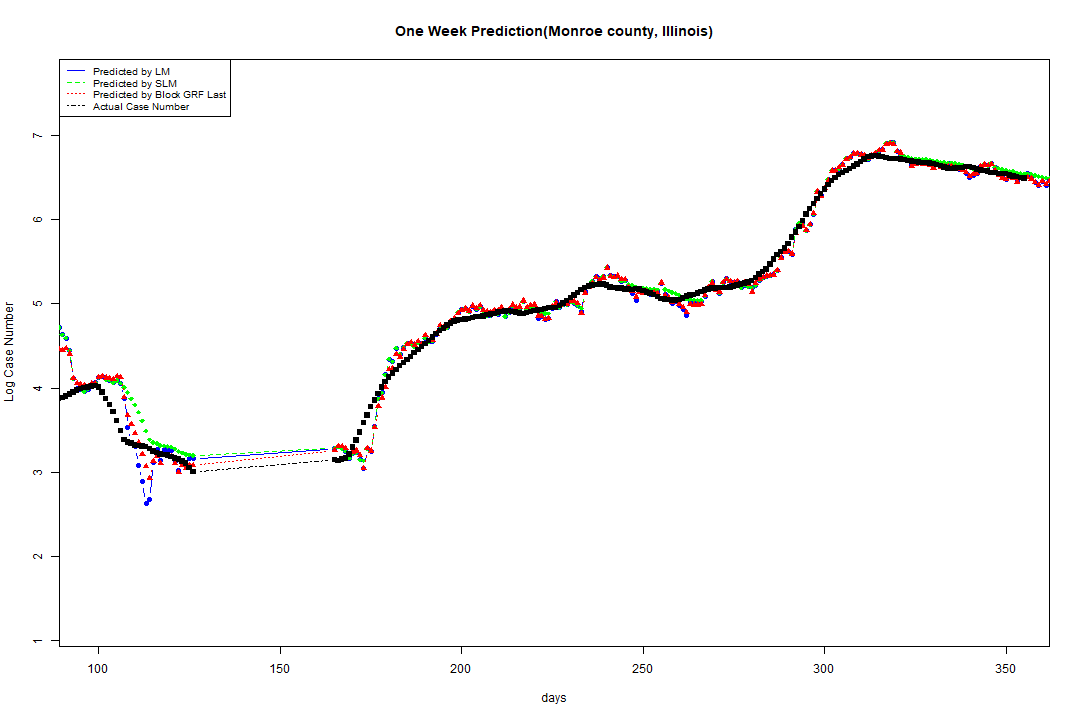 One Week Prediction(Monroe county, Illinois)
Predicted by LM
Predicted by SLM
Predicted by Block GRF Last
Actual Case Number
Log Case Number
7
6
5
4
3
2
1
100 150 200 250 300 350
days